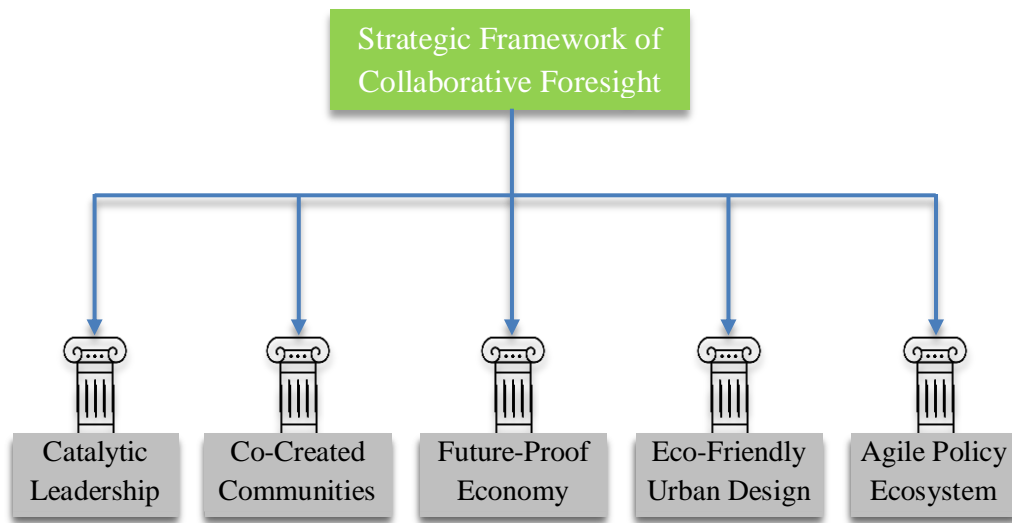 Strategic Framework of
Collaborative Foresight
Catalytic
Leadership
Co-Created
Communities
Future-Proof
Economy
Eco-Friendly
Urban Design
Agile Policy
Ecosystem